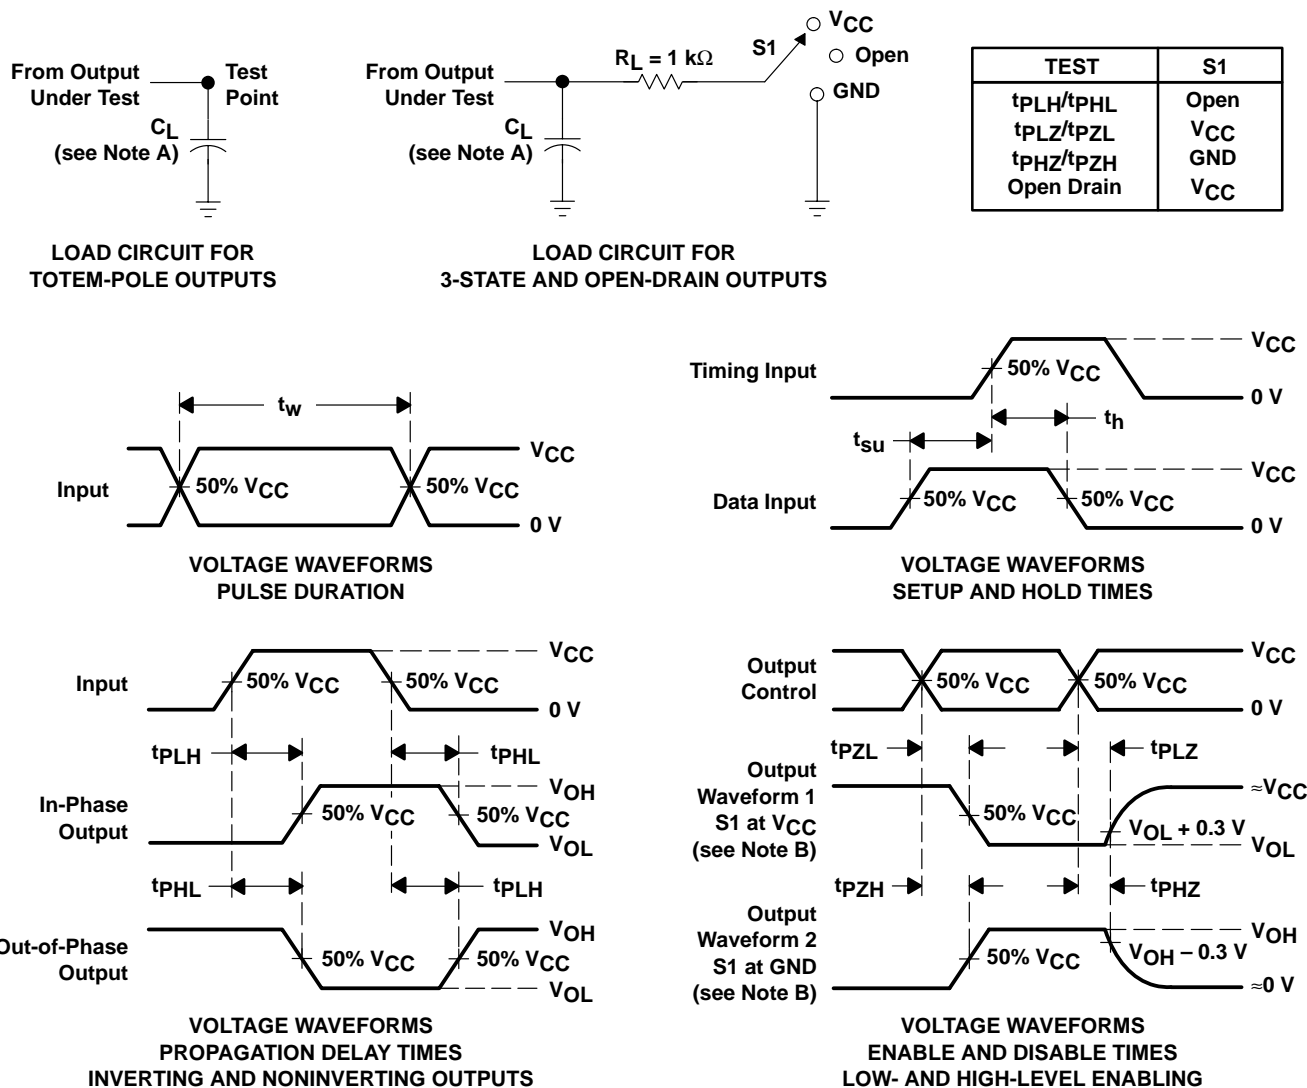 From Output
Under Test
Test
Point
CL
(see Note A)
LOAD CIRCUIT FOR
TOTEM-POLE OUTPUTS
From Output
Under Test
RL = 1 kΩ
S1
VCC
Open
GND
CL
(see Note A)
LOAD CIRCUIT FOR
3-STATE AND OPEN-DRAIN OUTPUTS
TEST S1
tPLH/tPHL Open
tPLZ/tPZL VCC
tPHZ/tPZH GND
Open Drain VCC
tw
Input
50% VCC
50% VCC
VCC
0 V
VOLTAGE WAVEFORMS
PULSE DURATION
Timing Input
50% VCC
VCC
0 V
tsu
th
Data Input
50% VCC
50% VCC
VCC
0 V
VOLTAGE WAVEFORMS
SETUP AND HOLD TIMES
Input
50% VCC
50% VCC
VCC
0 V
tPLH
tPHL
In-Phase
Output
50% VCC
50% VCC
VOH
VOL
tPHL
tPLH
Out-of-Phase
Output
50% VCC
50% VCC
VOH
VOL
VOLTAGE WAVEFORMS
PROPAGATION DELAY TIMES
INVERTING AND NONINVERTING OUTPUTS
Output
Control
50% VCC
50% VCC
VCC
0 V
tPZL
tPLZ
Output
Waveform 1
S1 at VCC
(see Note B)
50% VCC
VOL + 0.3 V
≈VCC
VOL
tPZH
tPHZ
Output
Waveform 2
S1 at GND
(see Note B)
50% VCC
VOH − 0.3 V
VOH
≈0 V
VOLTAGE WAVEFORMS
ENABLE AND DISABLE TIMES
LOW- AND HIGH-LEVEL ENABLING